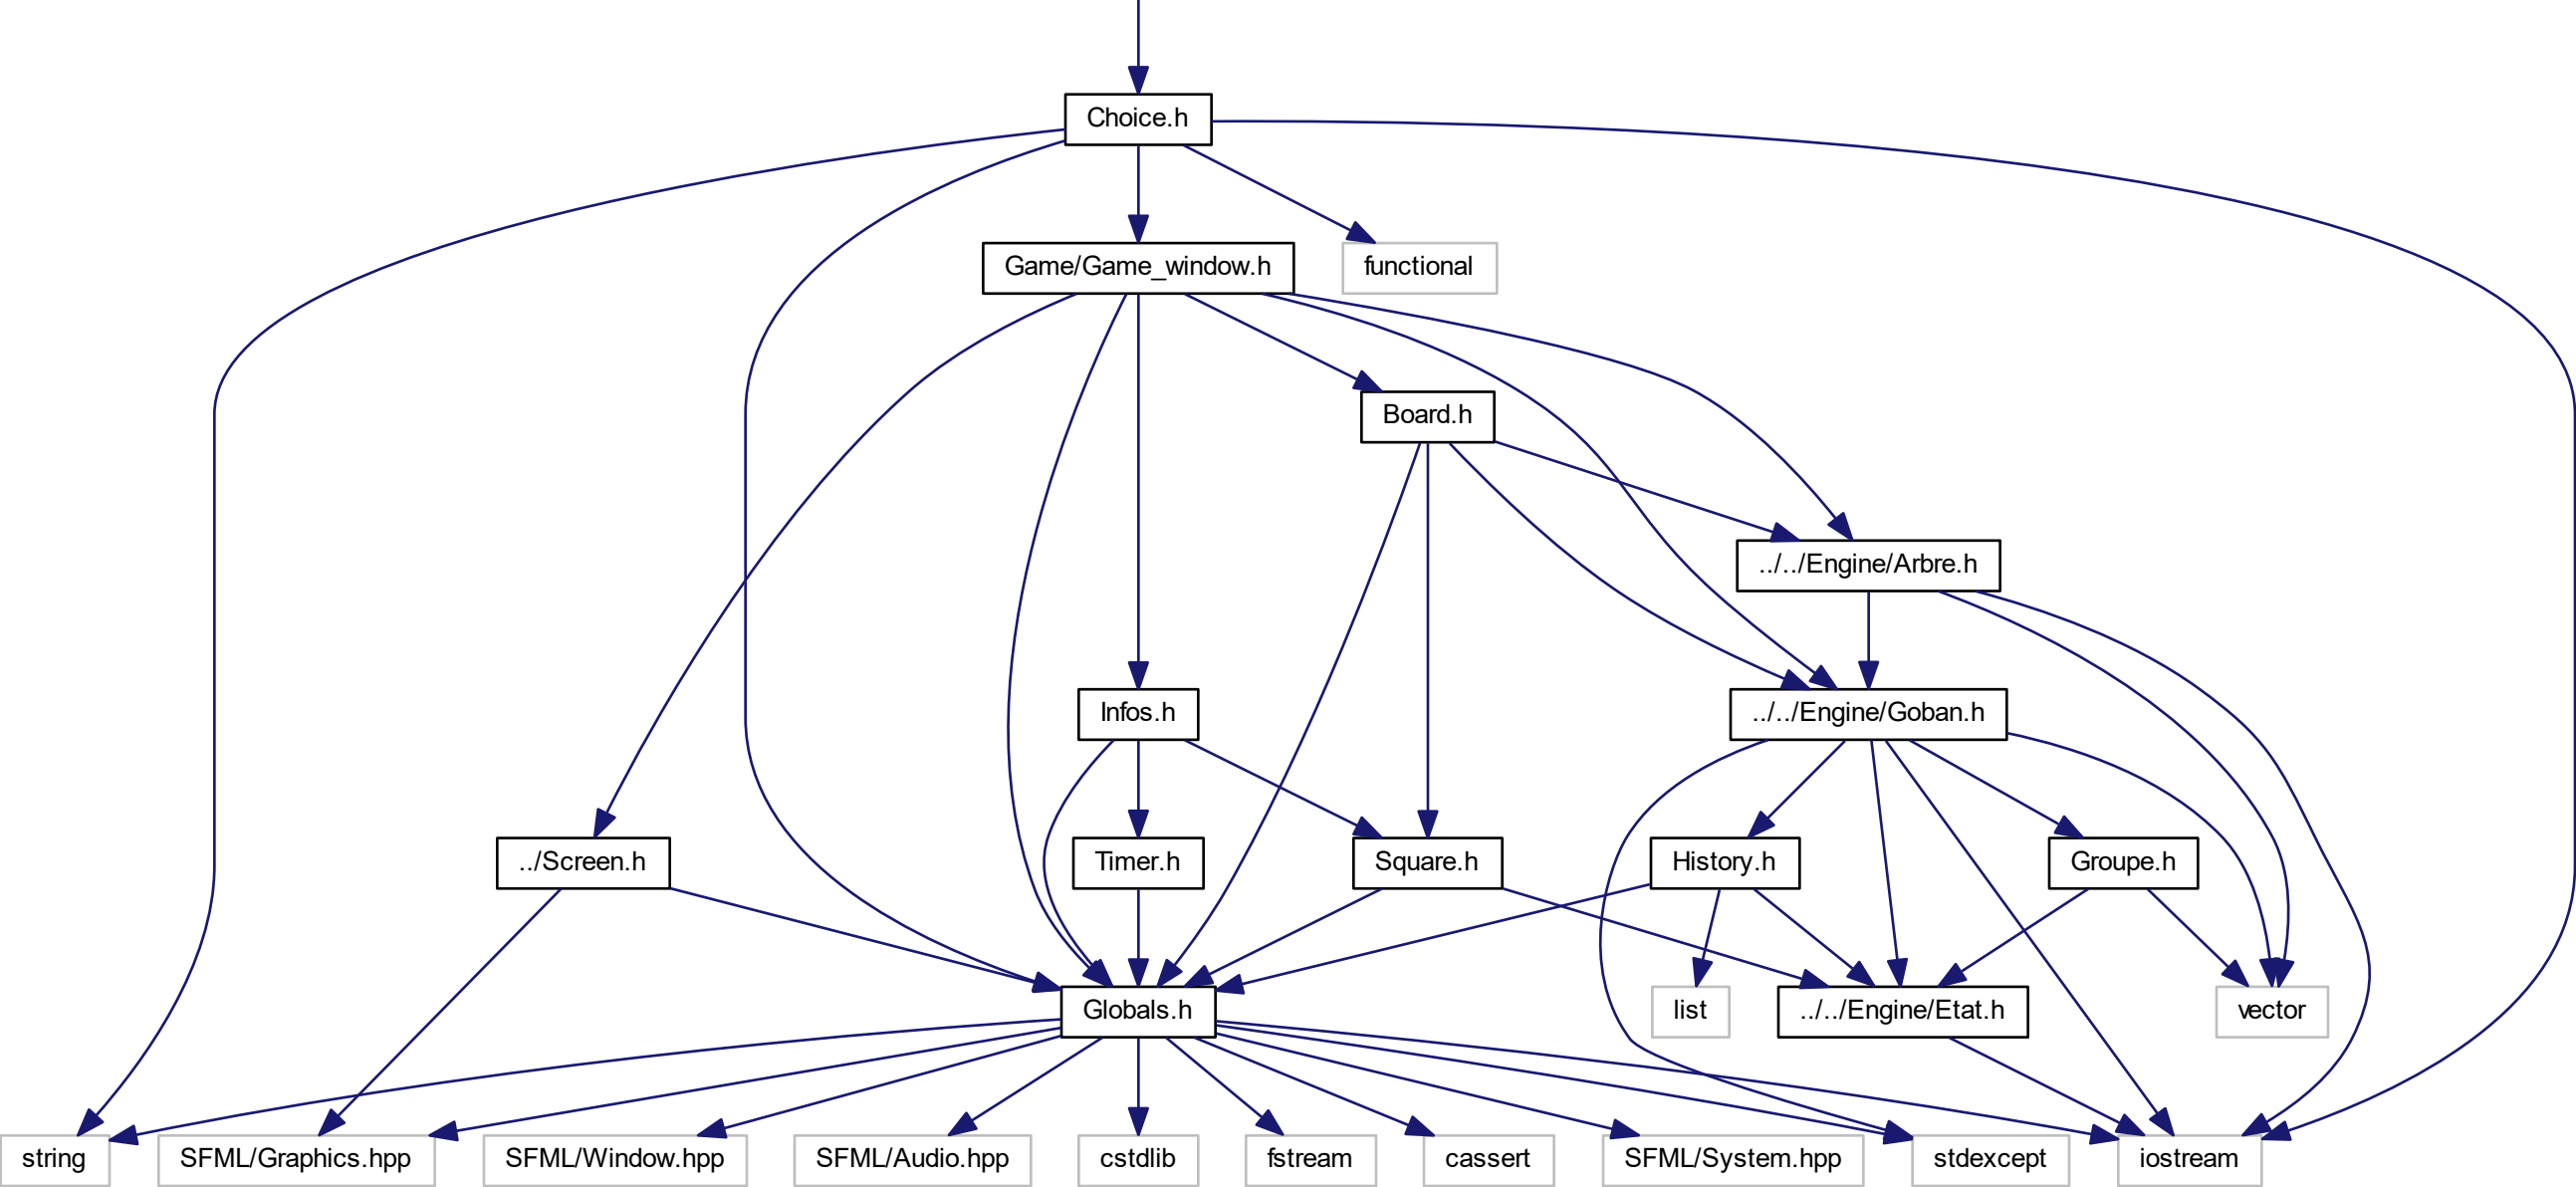 Choice.h
Game/Game_window.h
functional
Board.h
../../Engine/Arbre.h
Infos.h
../../Engine/Goban.h
../Screen.h
Timer.h
Square.h
History.h
Groupe.h
Globals.h
list
../../Engine/Etat.h
vector
string
SFML/Graphics.hpp
SFML/Window.hpp
SFML/Audio.hpp
cstdlib
fstream
cassert
SFML/System.hpp
stdexcept
iostream